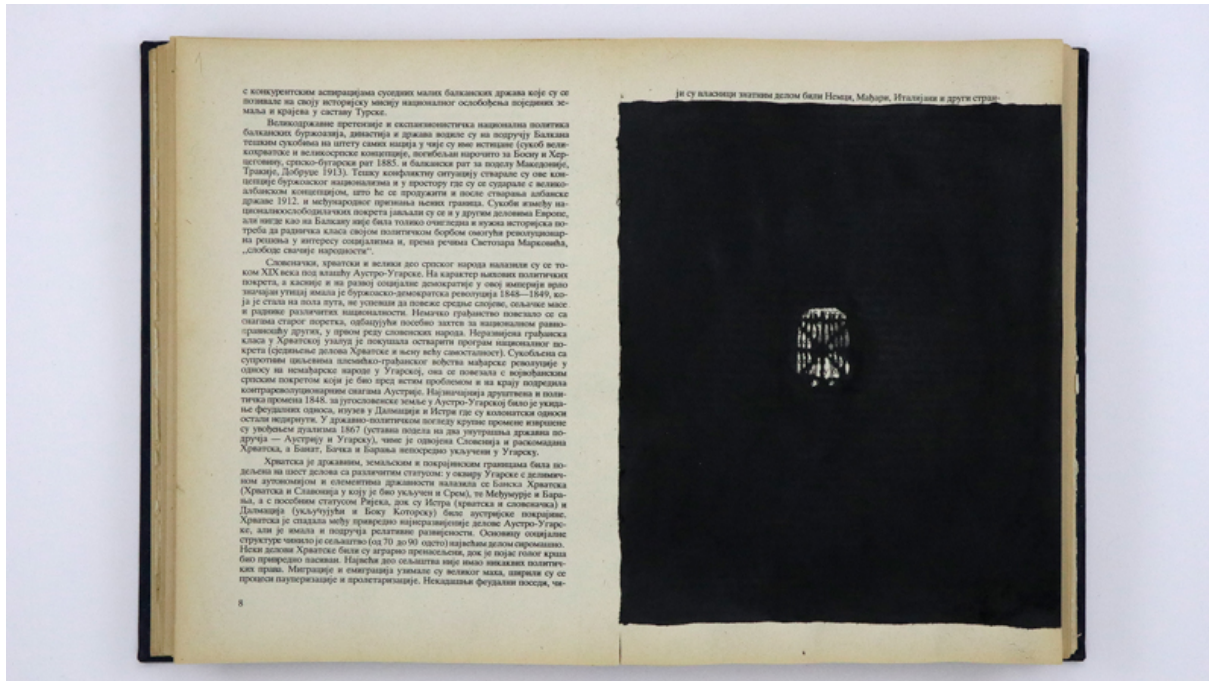 с конкурентским аспирацијама суседних малих балканских држава које су се
позивале на своју историјску мисију националног ослобођења појединих зе-
маља и крајева у саставу Турске.
Великодржавне претензије и експанзионистичка национална политика
балканских буржоазија, династија и држава водиле су на подручју Балкана
тешким сукобима на штету самих нација у чије су име истицане (сукоб вели-
кохрватске и великосрпске концепције, погибељан нарочито за Босну и Хер-
цеговину, српско-бугарски рат 1885. и балкански рат за поделу Македоније,
Тракије, Добруџе 1913). Тешку конфликтну ситуацију стварале су ове кон-
цепције буржоаског национализма и у простору где су се сударале с велико-
албанском концепцијом, што ће се продужити и после стварања албанске
државе 1912. и међународног признања њених граница. Сукоби између на-
ционалноослободилачких покрета јављали су се и у другим деловима Европе,
али нигде као на Балкану није била толико очигледна и нужна историјска по-
треба да радничка класа својом политичком борбом омогући револуционар-
на решења у интересу социјализма и, према речима Светозара Марковића,
„слободе свачије народности“.
Словеначки, хрватски и велики део српског народа налазили су се то-
ком XIX века под влашћу Аустро-Угарске. На карактер њихових политичких
покрета, а касније и на развој социјалне демократије у овој империји врло
значајан утицај имала је буржоаско-демократска револуција 1848—1849, ко-
ја је стала на пола пута, не успевши да повеже средње слојеве, сељачке масе
и раднике различитих националности. Немачко грађанство повезало се са
снагама старог поретка, одбацујући посебно захтев за националном равно-
правношћу других, у првом реду словенских народа. Неразвијена грађанска
класа у Хрватској узалуд је покушала остварити програм националног по-
крета (сједињење делова Хрватске и њену већу самосталност). Сукобљена са
супротним циљевима племићко-грађанског вођства мађарске револуције у
односу на немађарске народе у Угарској, она се повезала с војвођанским
српским покретом који је био пред истим проблемом и на крају подредила
контрареволуционарним снагама Аустрије. Најзначајнија друштвена и поли-
тичка промена 1848. за југословенске земље у Аустро-Угарској било је укида-
ње феудалних односа, изузев у Далмацији и Истри где су колонатски односи
остали недирнути. У државно-политичком погледу крупне промене извршене
су увођењем дуализма 1867 (уставна подела на два унутрашња државна по-
дручја — Аустрију и Угарску), чиме је одвојена Словенија и раскомадана
Хрватска, а Банат, Бачка и Барања непосредно укључени у Угарску.
Хрватска је државним, земаљским и покрајинским границама била по-
дељена на шест делова са различитим статусом: у оквиру Угарске с делимич-
ном аутономијом и елементима државности налазила се Банска Хрватска
(Хрватска и Славонија у коју је био укључен и Срем), те Међумурје и Бара-
ња, а с посебним статусом Ријека, док су Истра (хрватска и словеначка) и
Далмација (укључујући и Боку Которску) биле аустријске покрајине.
Хрватска је спадала међу привредно најнеразвијеније делове Аустро-Угарс-
ке, али је имала и подручја релативне развијености. Основицу социјалне
структуре чинило је сељаштво (од 70 до 90 одсто) највећим делом сиромашно.
Неки делови Хрватске били су аграрно пренасељени, док је појас голог крша
био привредно пасиван. Највећи део сељаштва није имао никаквих политич-
ких права. Миграције и емиграција узимале су великог маха, ширили су се
процеси пауперизације и пролетаризације. Некадашњи феудални поседи, чи-
8
ји су власници знатним делом били Немци, Мађари, Италијани и други стран-